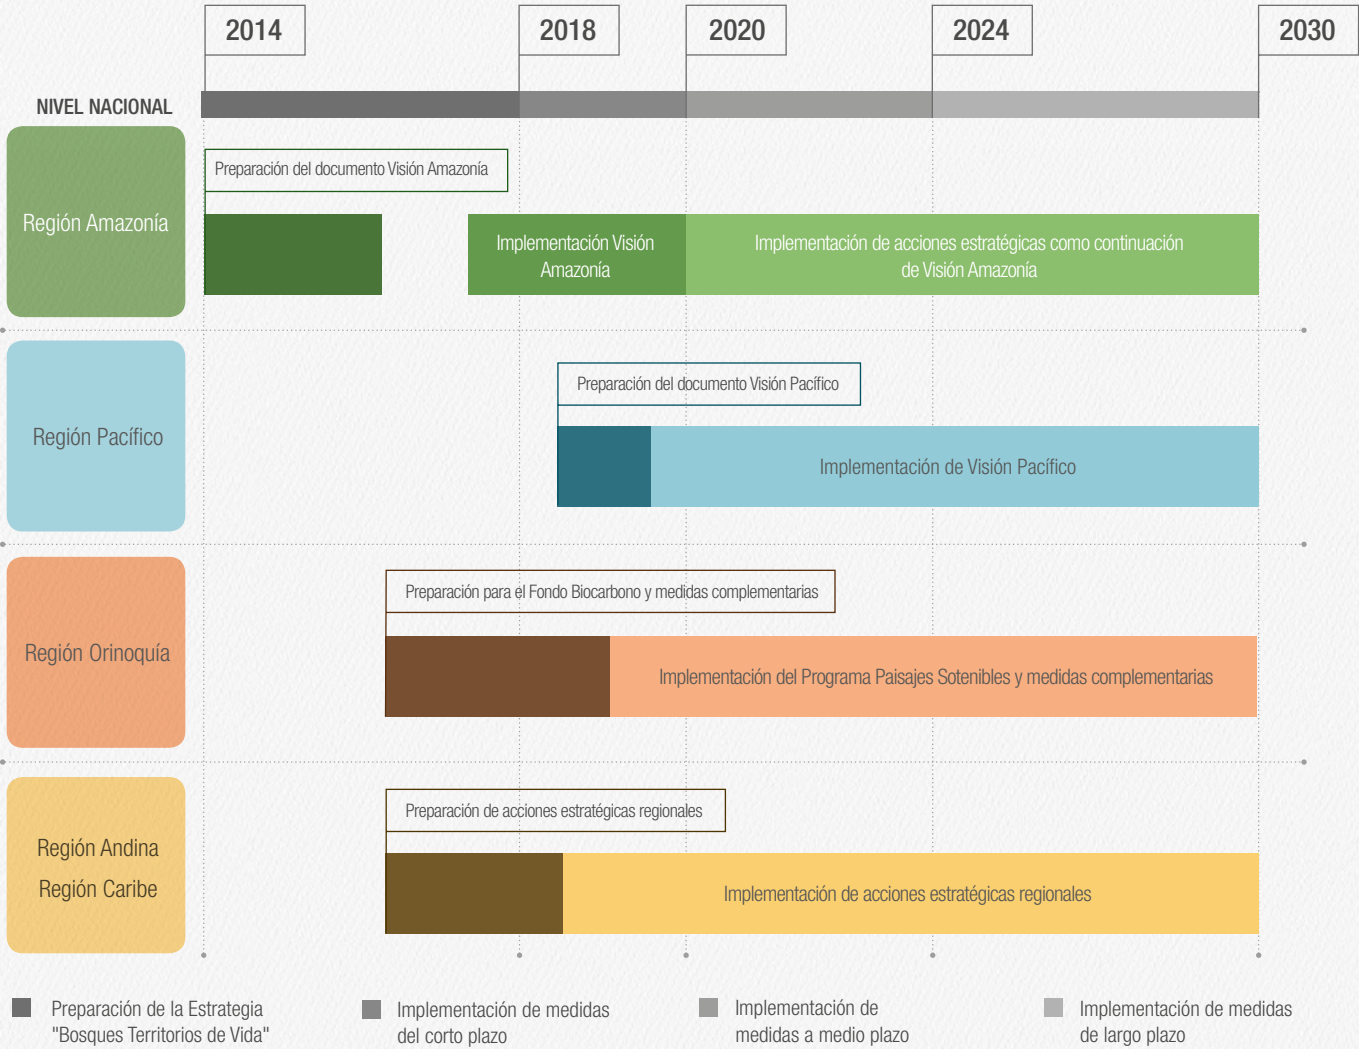 2014
2018
2020
2024
2030
NIVEL NACIONAL
Región Amazonía
Preparación del documento Visión Amazonía
Implementación Visión
Amazonía
Implementación de acciones estratégicas como continuación
de Visión Amazonía
Región Pacífico
Preparación del documento Visión Pacífico
Implementación de Visión Pacífico
Región Orinoquía
Preparación para el Fondo Biocarbono y medidas complementarias
Implementación del Programa Paisajes Sotenibles y medidas complementarias
Región Andina
Región Caribe
Preparación de acciones estratégicas regionales
Implementación de acciones estratégicas regionales
Preparación de la Estrategia
"Bosques Territorios de Vida"
Implementación de medidas
del corto plazo
Implementación de
medidas a medio plazo
Implementación de medidas
de largo plazo